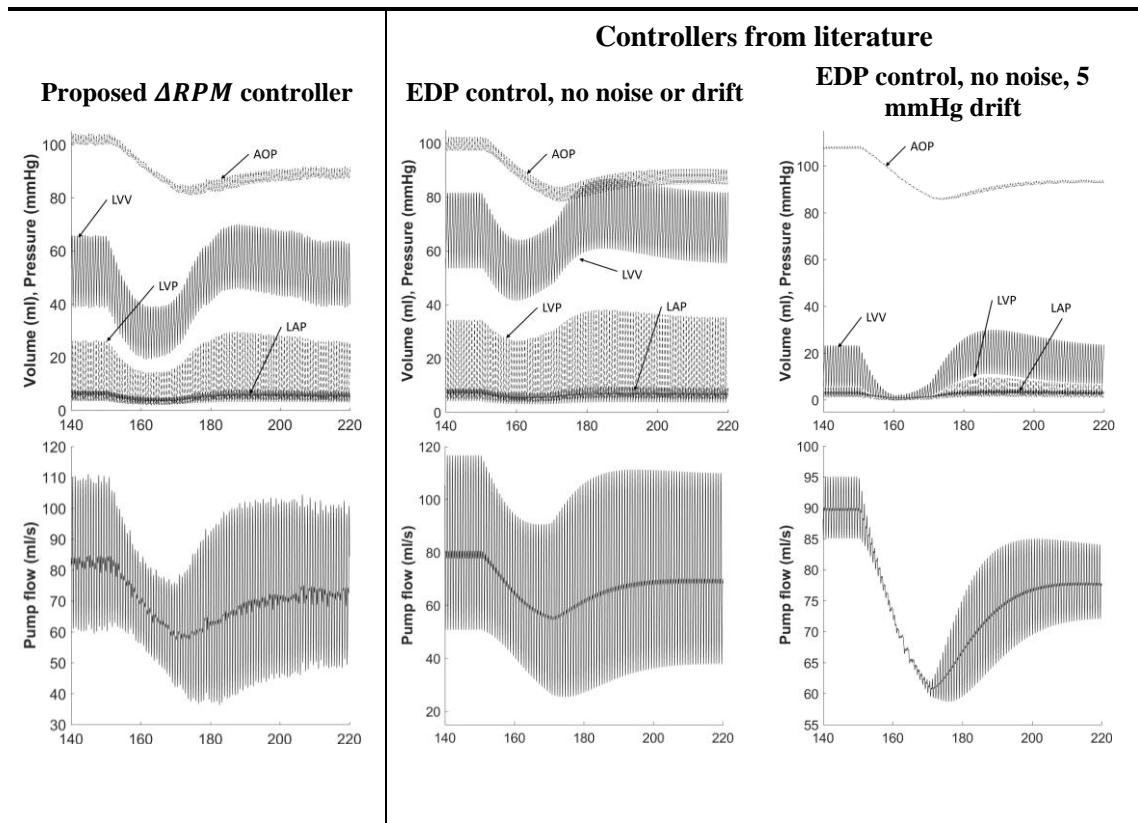 Controllers from literature
Proposed ΔRPM controller
EDP control, no noise or drift
EDP control, no noise, 5
mmHg drift
Volume (ml), Pressure (mmHg)
100
80
60
40
20
0
140 160 180 200 220
AOP
LVV
LVP
LAP
Volume (ml), Pressure (mmHg)
100
80
60
40
20
0
140 160 180 200 220
AOP
LVV
LVP
LAP
Volume (ml), Pressure (mmHg)
100
80
60
40
20
0
140 160 180 200 220
AOP
LVV
LVP
LAP
Pump flow (ml/s)
120
110
100
90
80
70
60
50
40
30
140 160 180 200 220
Pump flow (ml/s)
120
100
80
60
40
20
140 160 180 200 220
Pump flow (ml/s)
100
95
90
85
80
75
70
65
60
55
140 160 180 200 220